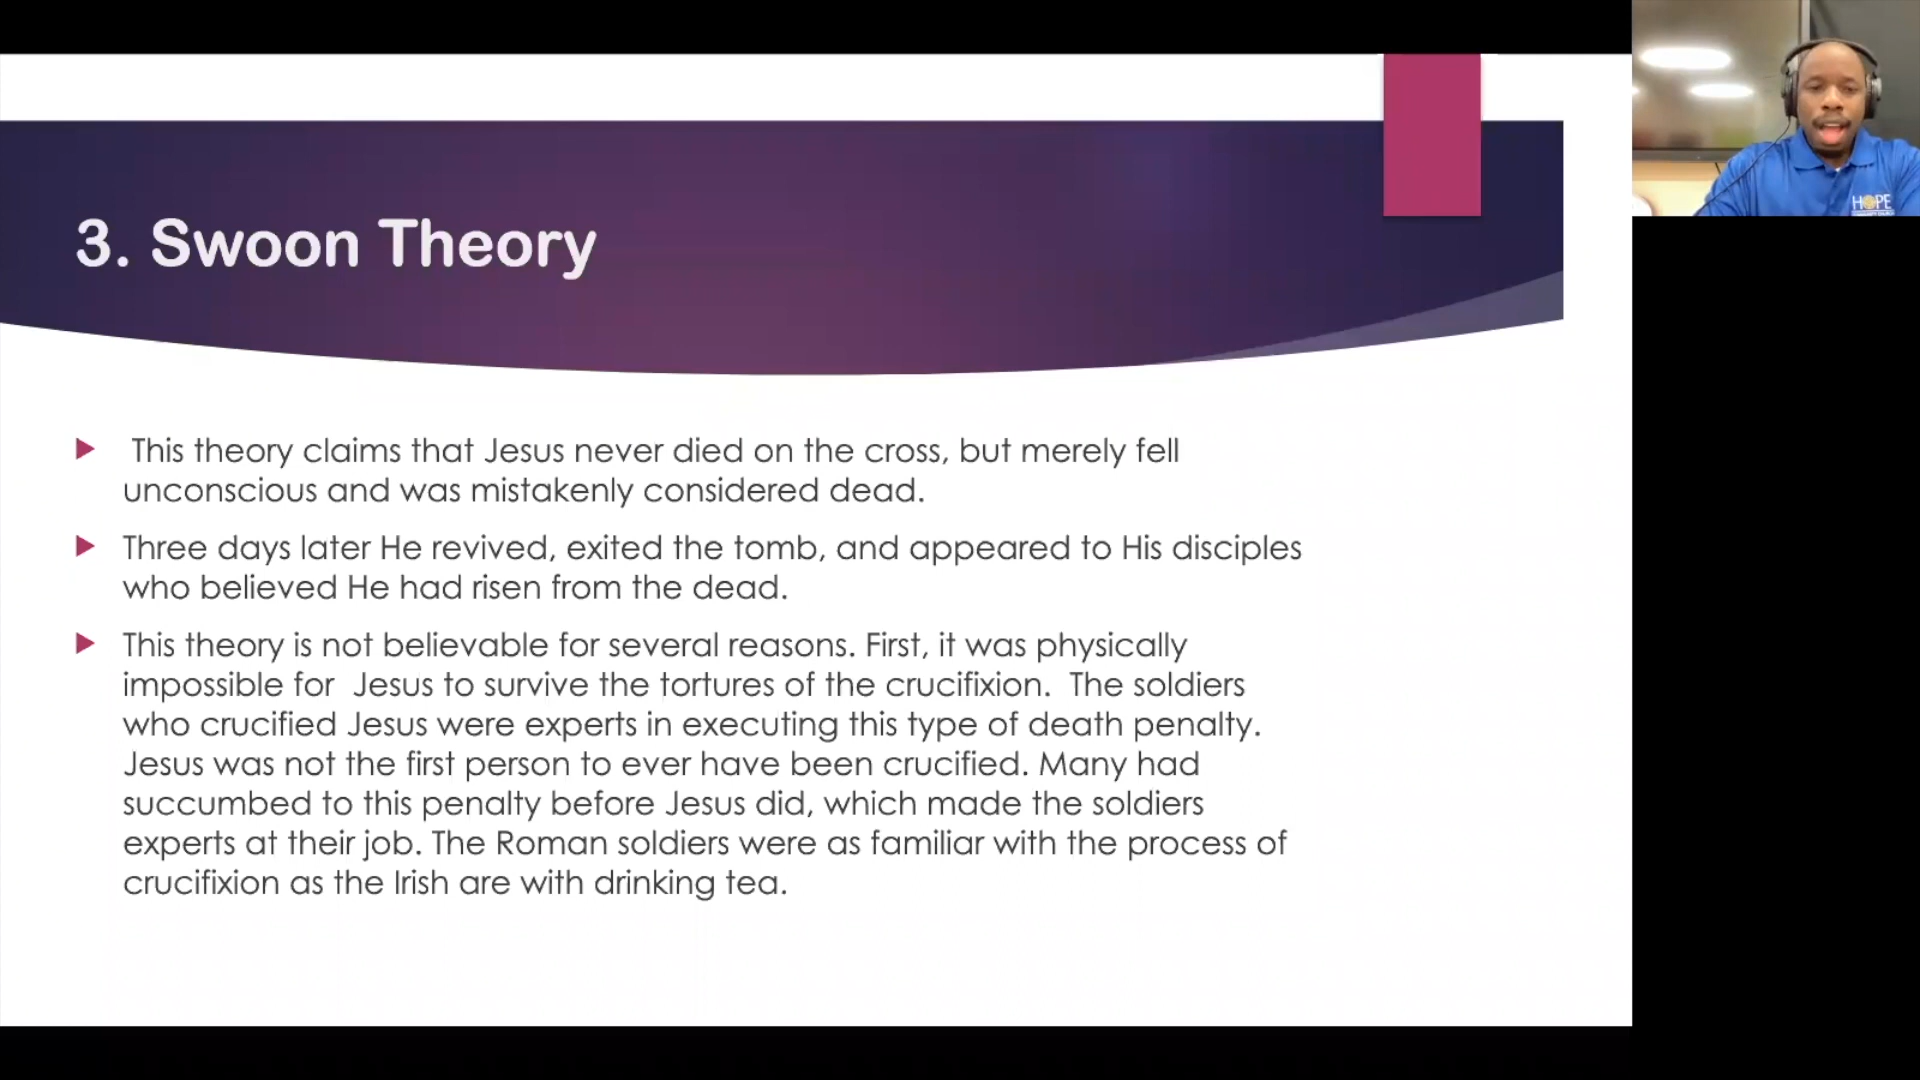 3. Swoon Theory
This theory claims that Jesus never died on the cross, but merely fell
unconscious and was mistakenly considered dead.
Three days later He revived, exited the tomb, and appeared to His disciples
who believed He had risen from the dead.
This theory is not believable for several reasons. First, it was physically
impossible for  Jesus to survive the tortures of the crucifixion.  The soldiers
who crucified Jesus were experts in executing this type of death penalty.
Jesus was not the first person to ever have been crucified. Many had
succumbed to this penalty before Jesus did, which made the soldiers
experts at their job. The Roman soldiers were as familiar with the process of
crucifixion as the Irish are with drinking tea.
HOPE